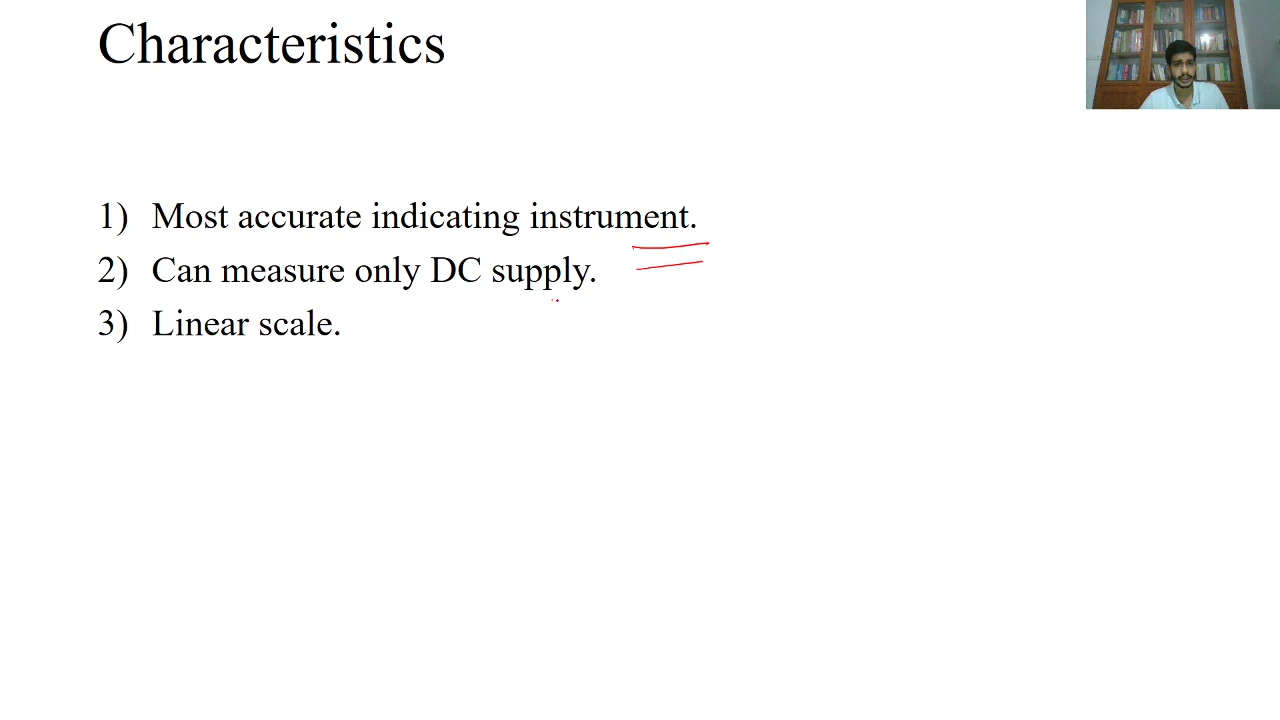 Characteristics
1) Most accurate indicating instrument.
2) Can measure only DC supply.
3) Linear scale.